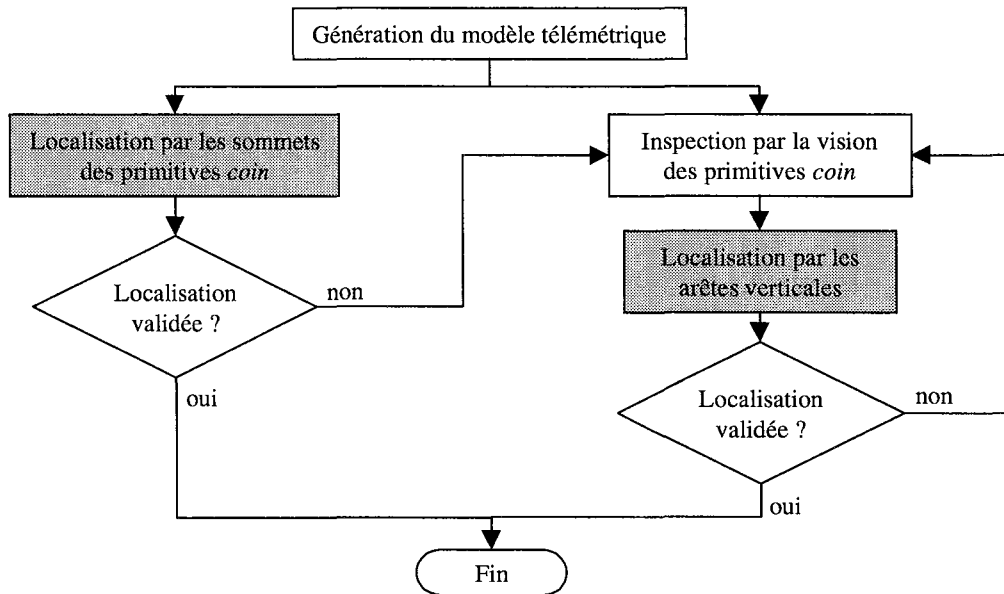 Génération du modèle télémétrique
Localisation par les sommets
des primitives coin
Inspection par la vision
des primitives coin
Localisation par les
arêtes verticales
Localisation
validée ?
non
oui
Localisation
validée ?
non
oui
Fin